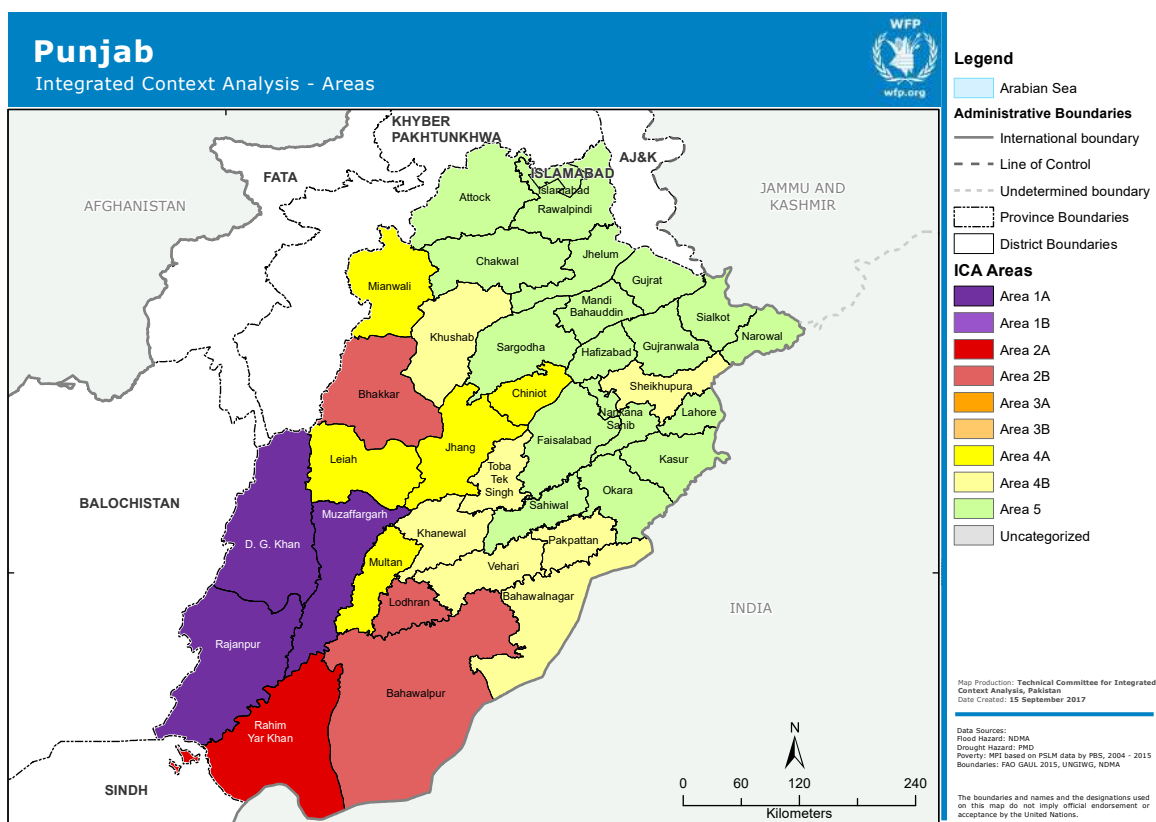 Punjab
Integrated Context Analysis - Areas
WFP
wfp.org
KHYBER
PAKHTUNKHWA
FATA
AJ&K
ISLAMABAD
Islamabad
Attock
Rawalpindi
AFGHANISTAN
JAMMU AND
KASHMIR
Chakwal
Jhelum
Mianwali
Gujrat
Mandi
Bahauddin
Sialkot
Khushab
Narowal
Sargodha
Hafizabad
Gujranwala
Sheikhupura
Bhakkar
Chiniot
Nankana
Sahib
Lahore
Faisalabad
Jhang
Leiah
Kasur
Toba
Tek
Singh
Okara
BALOCHISTAN
Muzaffargarh
Sahiwal
Khanewal
D. G. Khan
Pakpattan
Multan
Vehari
Bahawalnagar
Lodhran
INDIA
Rajanpur
Bahawalpur
Rahim
Yar Khan
SINDH
N
0 60 120 240
Kilometers
Legend
Arabian Sea
Administrative Boundaries
International boundary
Line of Control
Undetermined boundary
Province Boundaries
District Boundaries
ICA Areas
Area 1A
Area 1B
Area 2A
Area 2B
Area 3A
Area 3B
Area 4A
Area 4B
Area 5
Uncategorized
Map Production: Technical Committee for Integrated
Context Analysis, Pakistan
Date Created: 15 September 2017
Data Sources:
Flood Hazard: NDMA
Drought Hazard: PMD
Poverty: MPI based on PSLM data by PBS, 2004 - 2015
Boundaries: FAO GAUL 2015, UNGIWG, NDMA
The boundaries and names and the designations used
on this map do not imply official endorsement or
acceptance by the United Nations.